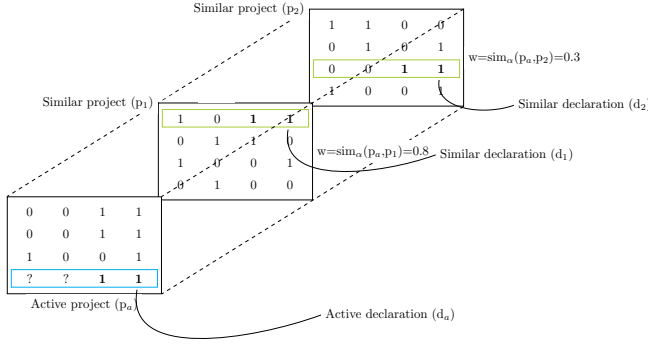 Similar project (p₂)
1 1 0 0
0 1 0 1
0 0 1 1
1 0 0 1
w=simα(pₐ,p₂)=0.3
Similar declaration (d₂)
Similar project (p₁)
1 0 1 1
0 1 1 0
1 0 0 1
0 1 0 0
w=simα(pₐ,p₁)=0.8
Similar declaration (d₁)
0 0 1 1
0 0 1 1
1 0 0 1
? ? 1 1
Active project (pₐ)
Active declaration (dₐ)